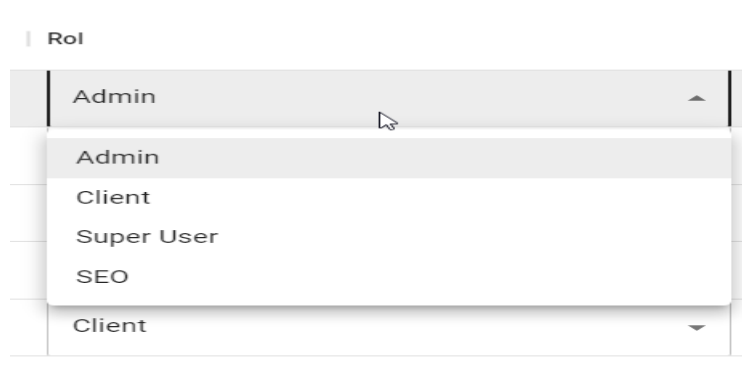 Rol
Admin
Admin
Client
Super User
SEO
Client